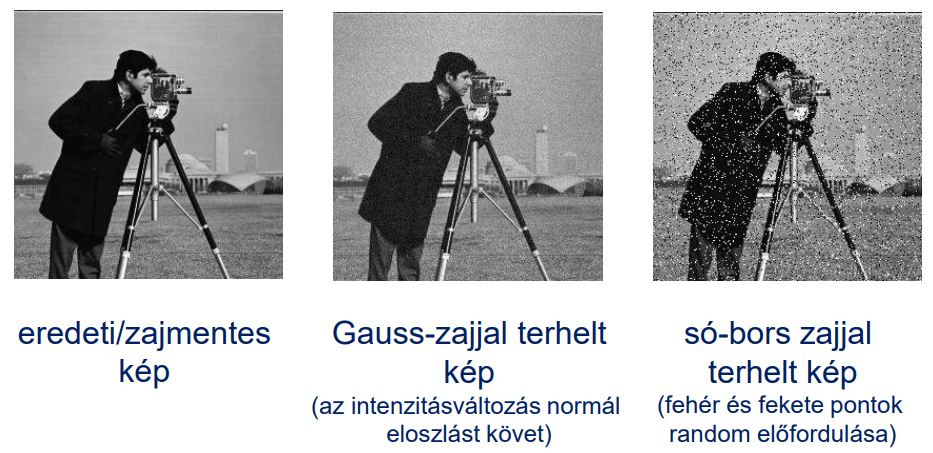 eredeti/zajmentes
kép
Gauss-zajjal terhelt
kép
(az intenzitásváltozás normál
eloszlást követ)
só-bors zajjal
terhelt kép
(fehér és fekete pontok
random előfordulása)